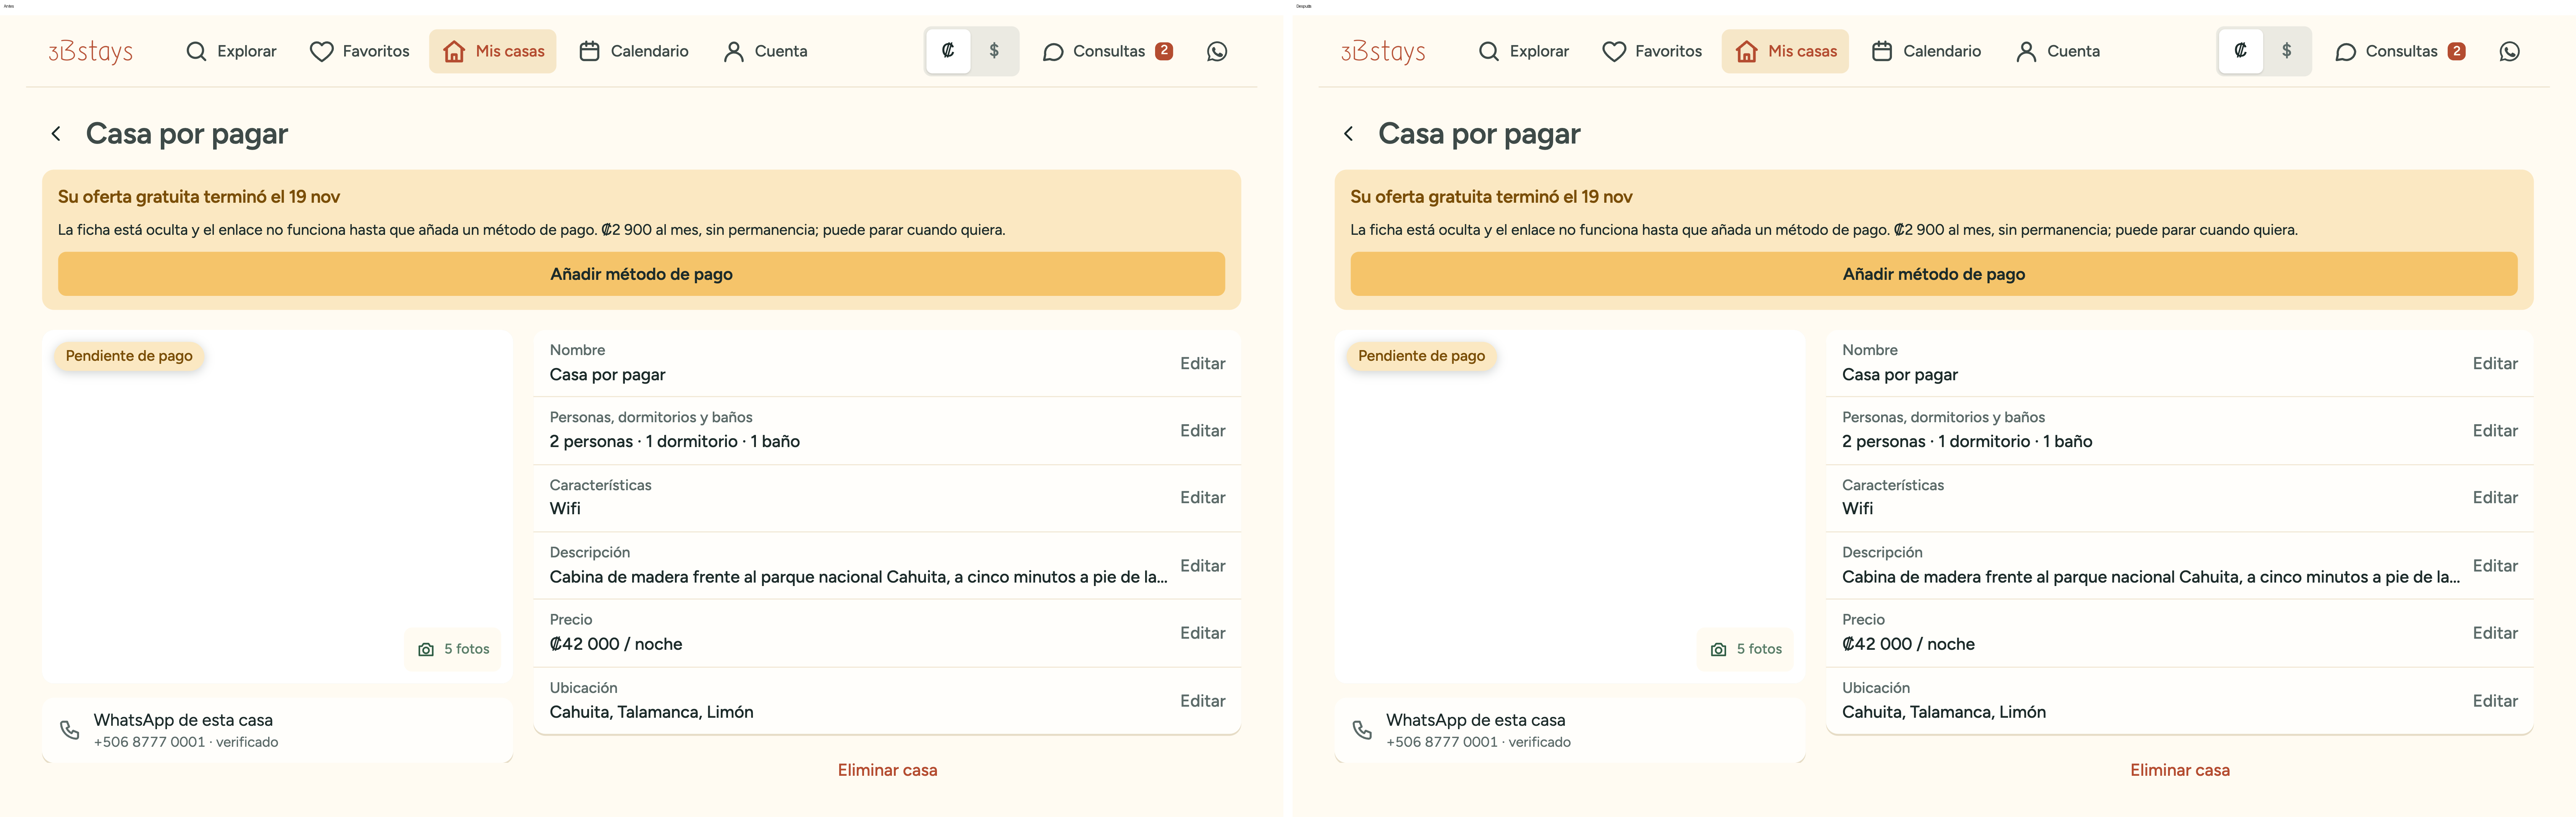 Antes
3Bstays
Explorar
Favoritos
Mis casas
Calendario
Cuenta
₡
$
Consultas 2
Casa por pagar
Su oferta gratuita terminó el 19 nov
La ficha está oculta y el enlace no funciona hasta que añada un método de pago. ₡2 900 al mes, sin permanencia; puede parar cuando quiera.
Añadir método de pago
Pendiente de pago
5 fotos
WhatsApp de esta casa
+506 8777 0001 · verificado
Nombre
Casa por pagar
Editar
Personas, dormitorios y baños
2 personas · 1 dormitorio · 1 baño
Editar
Características
Wifi
Editar
Descripción
Cabina de madera frente al parque nacional Cahuita, a cinco minutos a pie de la...
Editar
Precio
₡42 000 / noche
Editar
Ubicación
Cahuita, Talamanca, Limón
Editar
Eliminar casa
Después
3Bstays
Explorar
Favoritos
Mis casas
Calendario
Cuenta
₡
$
Consultas 2
Casa por pagar
Su oferta gratuita terminó el 19 nov
La ficha está oculta y el enlace no funciona hasta que añada un método de pago. ₡2 900 al mes, sin permanencia; puede parar cuando quiera.
Añadir método de pago
Pendiente de pago
5 fotos
WhatsApp de esta casa
+506 8777 0001 · verificado
Nombre
Casa por pagar
Editar
Personas, dormitorios y baños
2 personas · 1 dormitorio · 1 baño
Editar
Características
Wifi
Editar
Descripción
Cabina de madera frente al parque nacional Cahuita, a cinco minutos a pie de la...
Editar
Precio
₡42 000 / noche
Editar
Ubicación
Cahuita, Talamanca, Limón
Editar
Eliminar casa